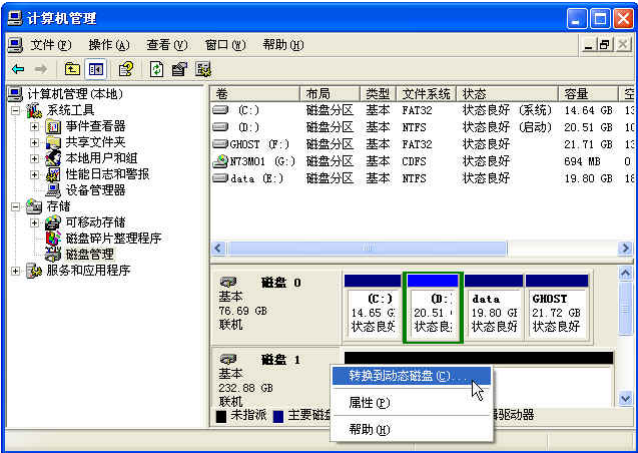 计算机管理
文件(F) 操作(A) 查看(V) 窗口(W) 帮助(H)
计算机管理(本地)
系统工具
事件查看器
共享文件夹
本地用户和组
性能日志和警报
设备管理器
存储
可移动存储
磁盘碎片整理程序
磁盘管理
服务和应用程序
卷 布局 类型 文件系统 状态 容量
(C:) 磁盘分区 基本 FAT32 状态良好 (系统) 14.64 GB
(D:) 磁盘分区 基本 NTFS 状态良好 (启动) 20.51 GB
GHOST (F:) 磁盘分区 基本 FAT32 状态良好 21.71 GB
N73M01 (G:) 磁盘分区 基本 CDFS 状态良好 694 MB 0
data (E:) 磁盘分区 基本 NTFS 状态良好 19.80 GB
磁盘 0
基本
76.69 GB
联机
(C:)
14.65 G
状态良
(D:
20.51
状态良
data
19.80 GI
状态良好
GHOST
21.72 GB
状态良好
磁盘 1
基本
232.88 GB
联机
转换到动态磁盘(C)...
属性(P)
帮助(H)
未指派 主要磁 驱动器